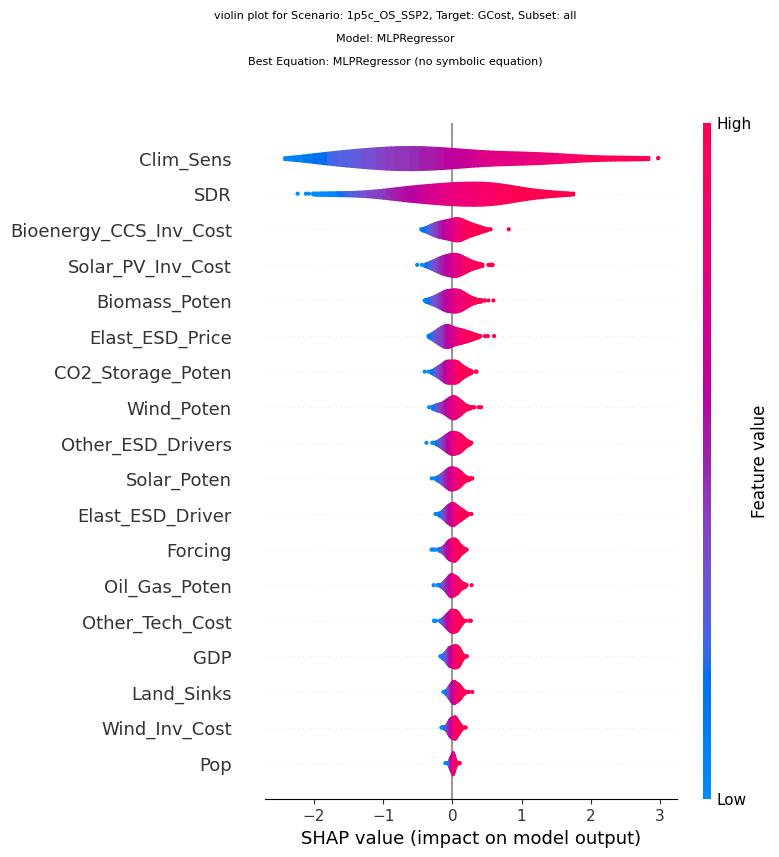 violin plot for Scenario: 1p5c_OS_SSP2, Target: GCost, Subset: all
Model: MLPRegressor
Best Equation: MLPRegressor (no symbolic equation)
High
Clim_Sens
SDR
Bioenergy_CCS_Inv_Cost
Solar_PV_Inv_Cost
Biomass_Poten
Elast_ESD_Price
CO2_Storage_Poten
Wind_Poten
Other_ESD_Drivers
Solar_Poten
Elast_ESD_Driver
Forcing
Oil_Gas_Poten
Other_Tech_Cost
GDP
Land_Sinks
Wind_Inv_Cost
Pop
Feature value
Low
−2 −1 0 1 2 3
SHAP value (impact on model output)